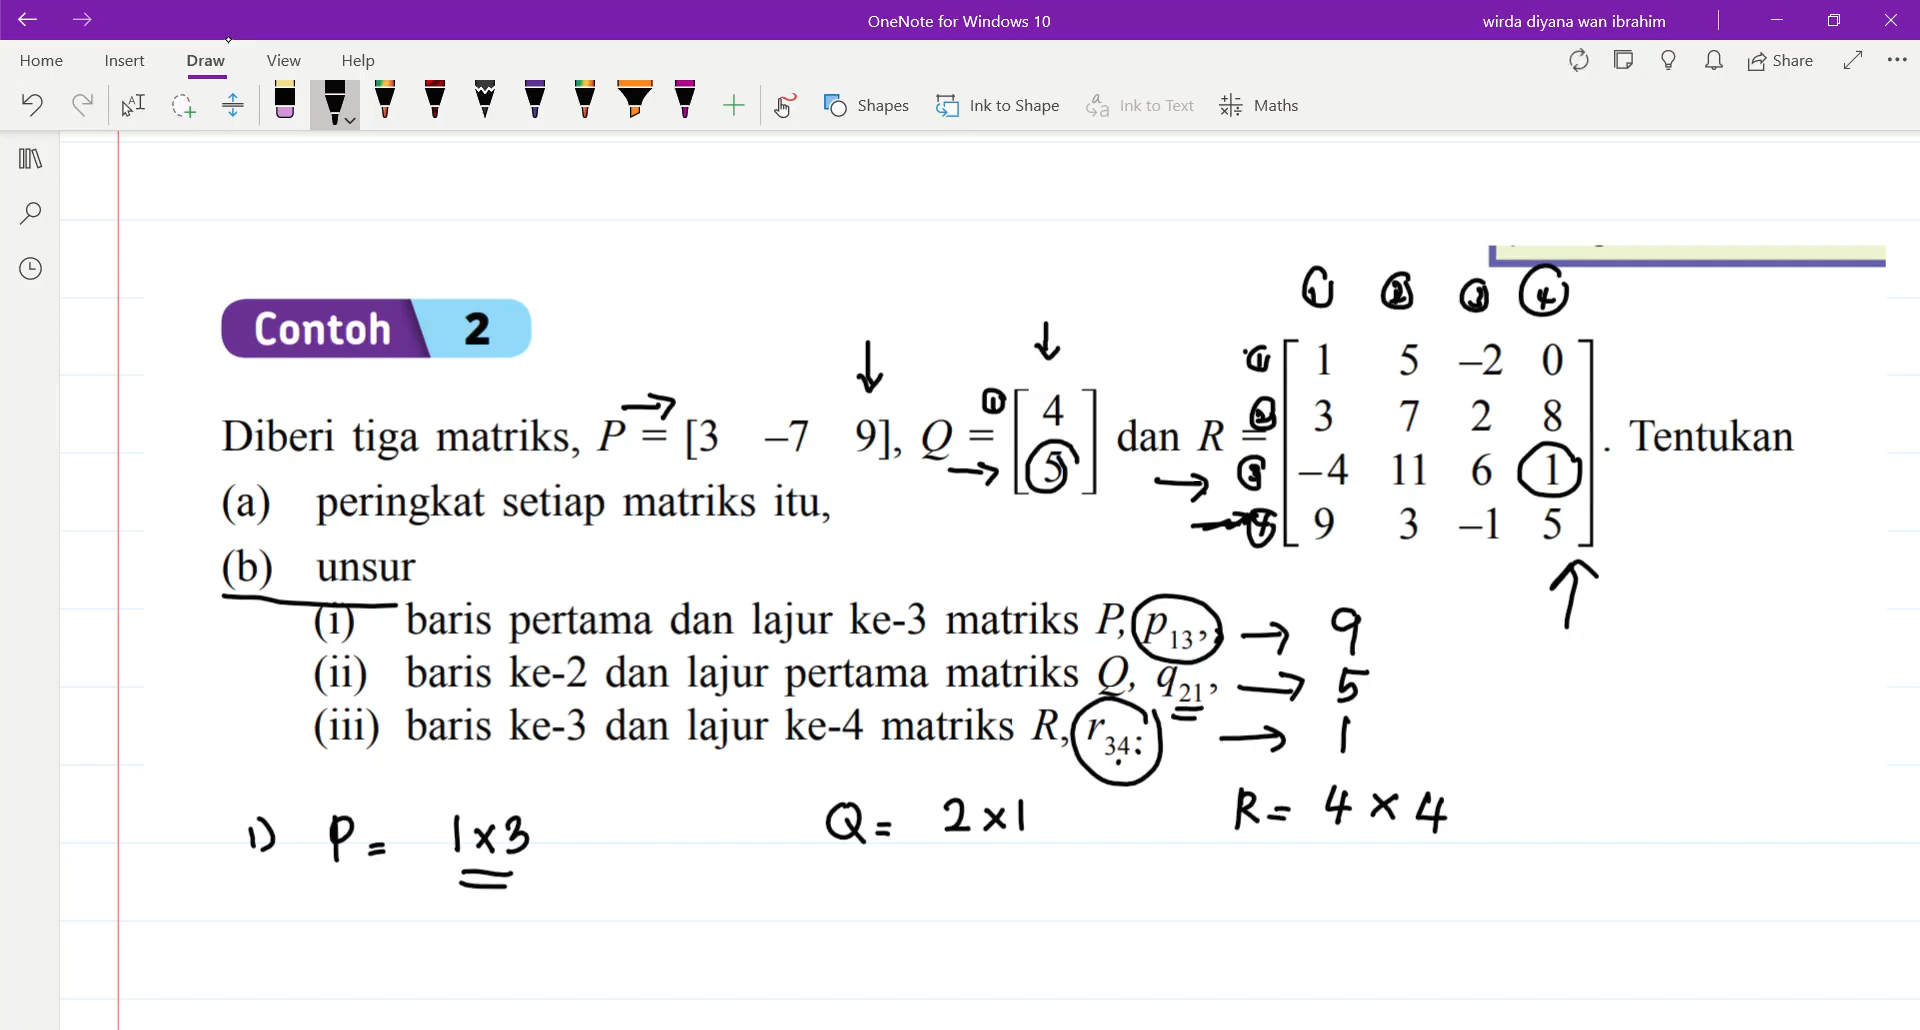 OneNote for Windows 10
wirda diyana wan ibrahim
Home Insert Draw View Help
Share
Shapes Ink to Shape Ink to Text Maths
Contoh 2
① ② ③ ④
Diberi tiga matriks, P = [3 –7 9], Q = [4 5] dan R = [1 5 –2 0
3 7 2 8
–4 11 6 1
9 3 –1 5]. Tentukan
① ① ② ③ ④
(a) peringkat setiap matriks itu,
(b) unsur
(i) baris pertama dan lajur ke-3 matriks P, p13, → 9
(ii) baris ke-2 dan lajur pertama matriks Q, q21, → 5
(iii) baris ke-3 dan lajur ke-4 matriks R, r34. → 1
1) P = 1×3 Q = 2×1 R = 4×4